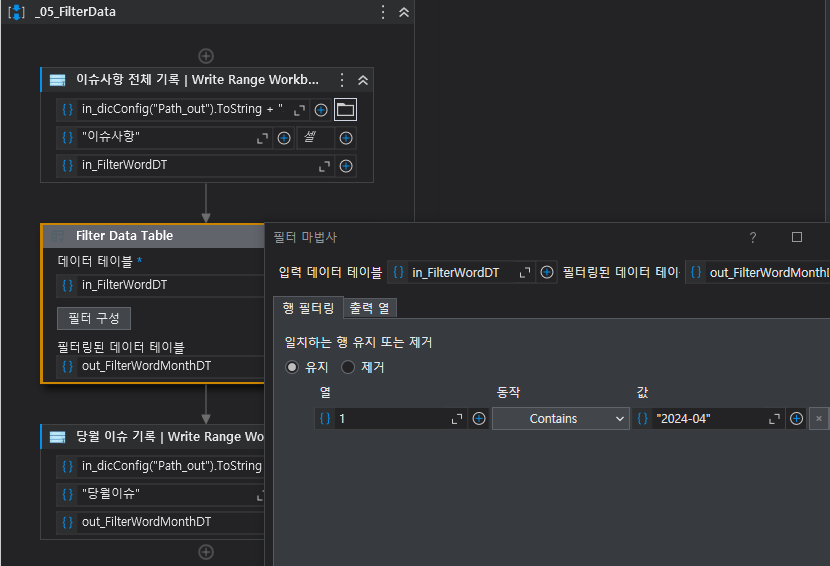 _05_FilterData
이슈사항 전체 기록 | Write Range Workb...
in_dicConfig("Path_out").ToString + "
"이슈사항"
셀
in_FilterWordDT
Filter Data Table
데이터 테이블 *
in_FilterWordDT
필터 구성
필터링된 데이터 테이블
out_FilterWordMonthDT
당월 이슈 기록 | Write Range Wo
in_dicConfig("Path_out").ToString
"당월이슈"
out_FilterWordMonthDT
필터 마법사
?
입력 데이터 테이블 in_FilterWordDT 필터링된 데이터 테이 out_FilterWordMonthD
행 필터링 출력 열
일치하는 행 유지 또는 제거
유지 제거
열 동작 값
1 Contains "2024-04"